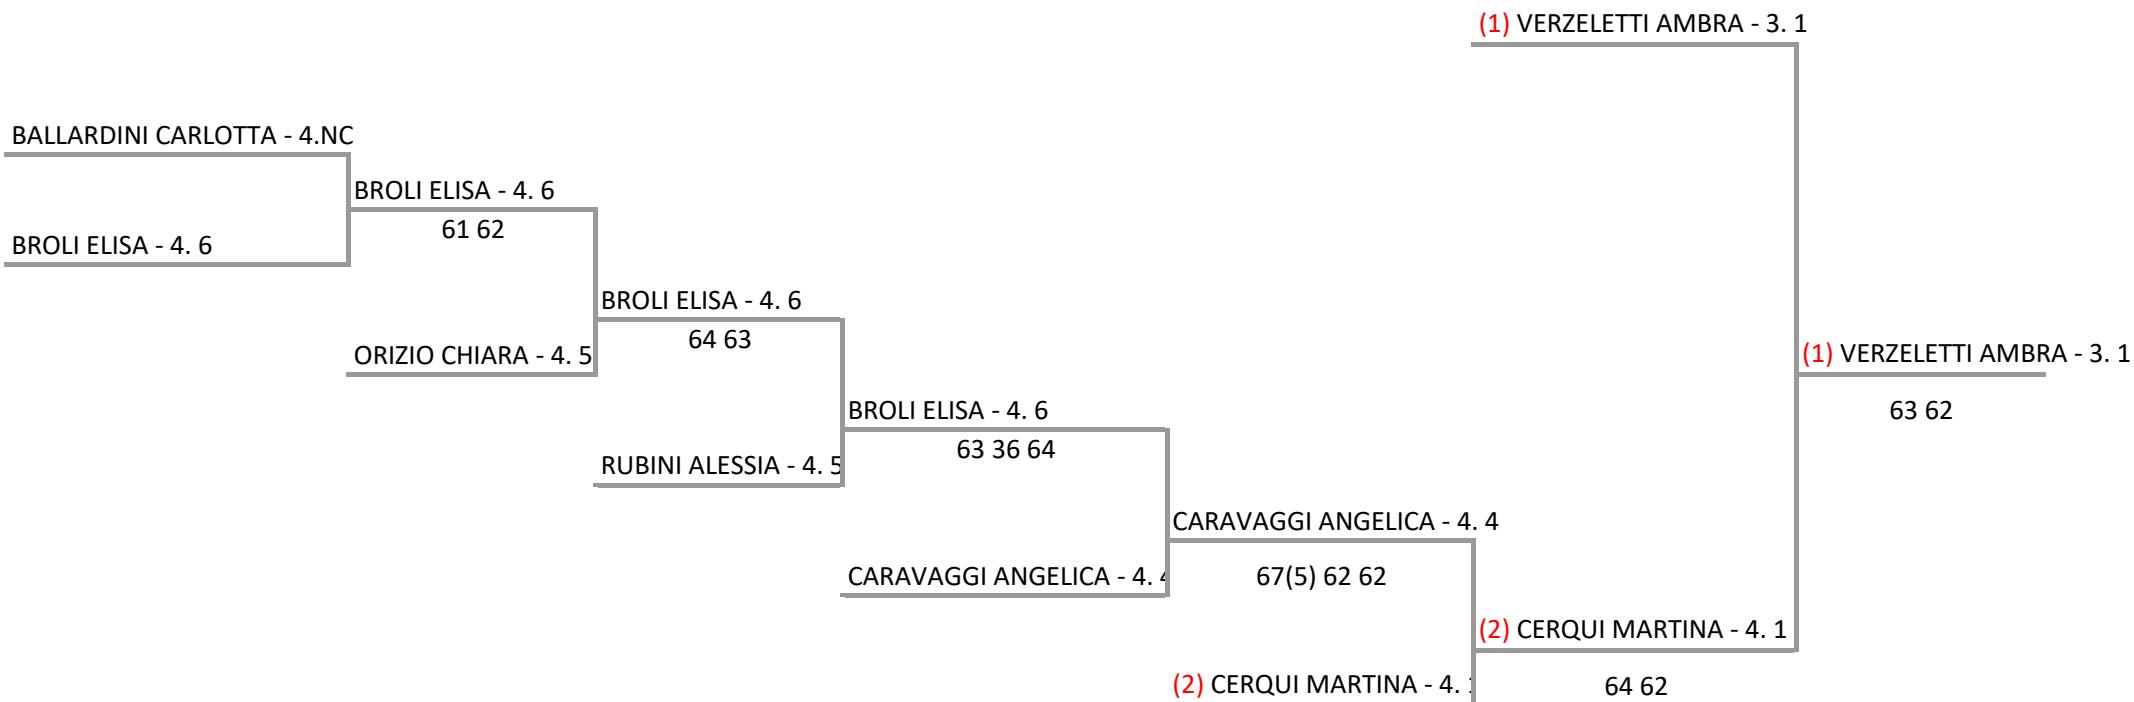 (1) VERZELETTI AMBRA - 3. 1
BALLARDINI CARLOTTA - 4.NC
BROLI ELISA - 4. 6
61 62
BROLI ELISA - 4. 6
BROLI ELISA - 4. 6
64 63
ORIZIO CHIARA - 4. 5
(1) VERZELETTI AMBRA - 3. 1
63 62
BROLI ELISA - 4. 6
63 36 64
RUBINI ALESSIA - 4. 5
CARAVAGGI ANGELICA - 4. 4
67(5) 62 62
CARAVAGGI ANGELICA - 4. 4
(2) CERQUI MARTINA - 4. 1
64 62
(2) CERQUI MARTINA - 4. 1